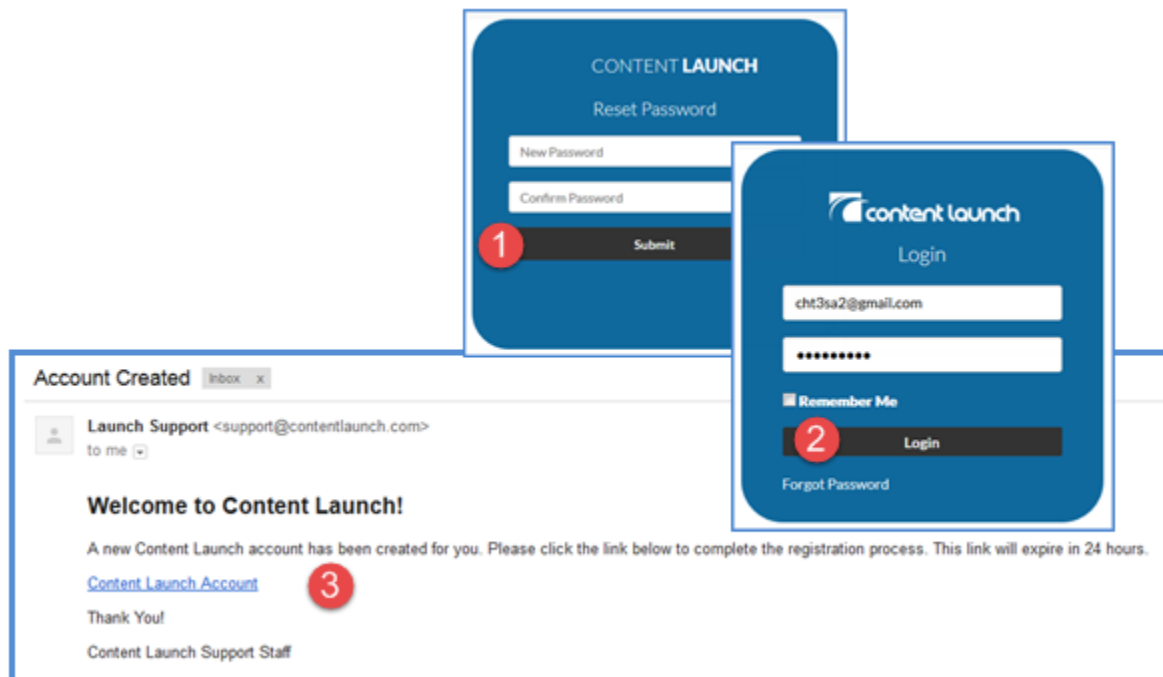 CONTENT LAUNCH
Reset Password
New Password
Confirm Password
1
Submit
content launch
Login
cht3sa2@gmail.com
•••••••••
Remember Me
2
Login
Forgot Password
Account Created Inbox x
Launch Support <support@contentlaunch.com>
to me
Welcome to Content Launch!
A new Content Launch account has been created for you. Please click the link below to complete the registration process. This link will expire in 24 hours.
Content Launch Account
3
Thank You!
Content Launch Support Staff